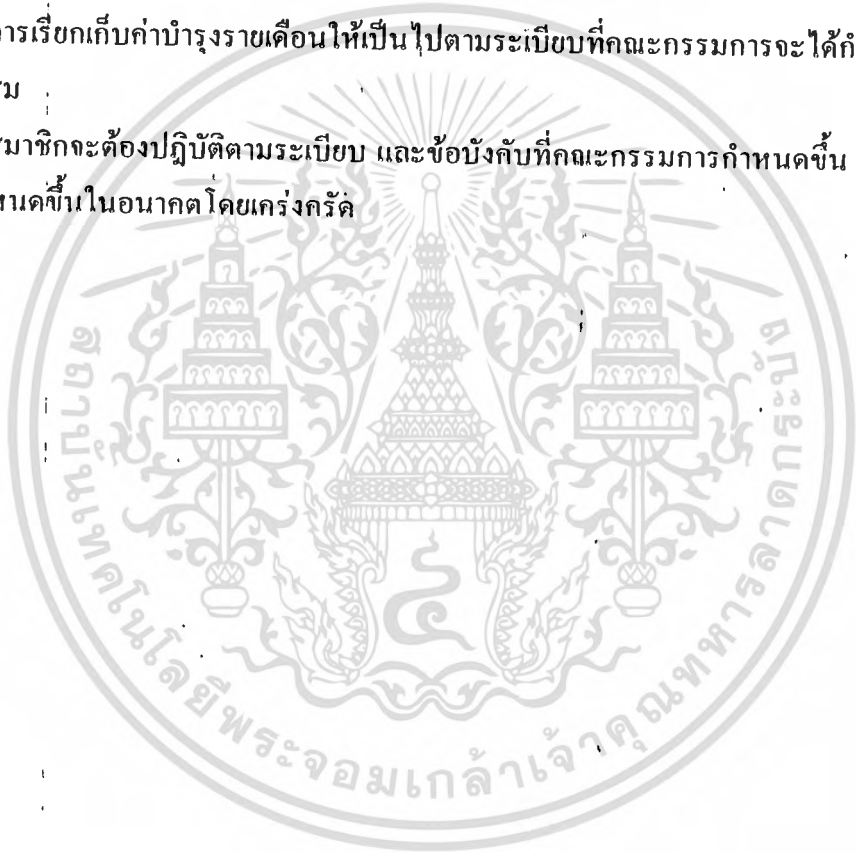 ารเรียกเก็บค่าบำรุงรายเดือนให้เป็นไปตามระเบียบที่คณะกรรมการจะได้กำ
ม
มาชิกจะต้องปฎิบัติตามระเบียบ และข้อบังคับที่คณะกรรมการกำหนดขึ้น
หนดขึ้นในอนาคตโดยเคร่งกรัด
สถาบันเทคโนโลยีพระจอมเกล้าเจ้าคุณทหารลาดกระบัง